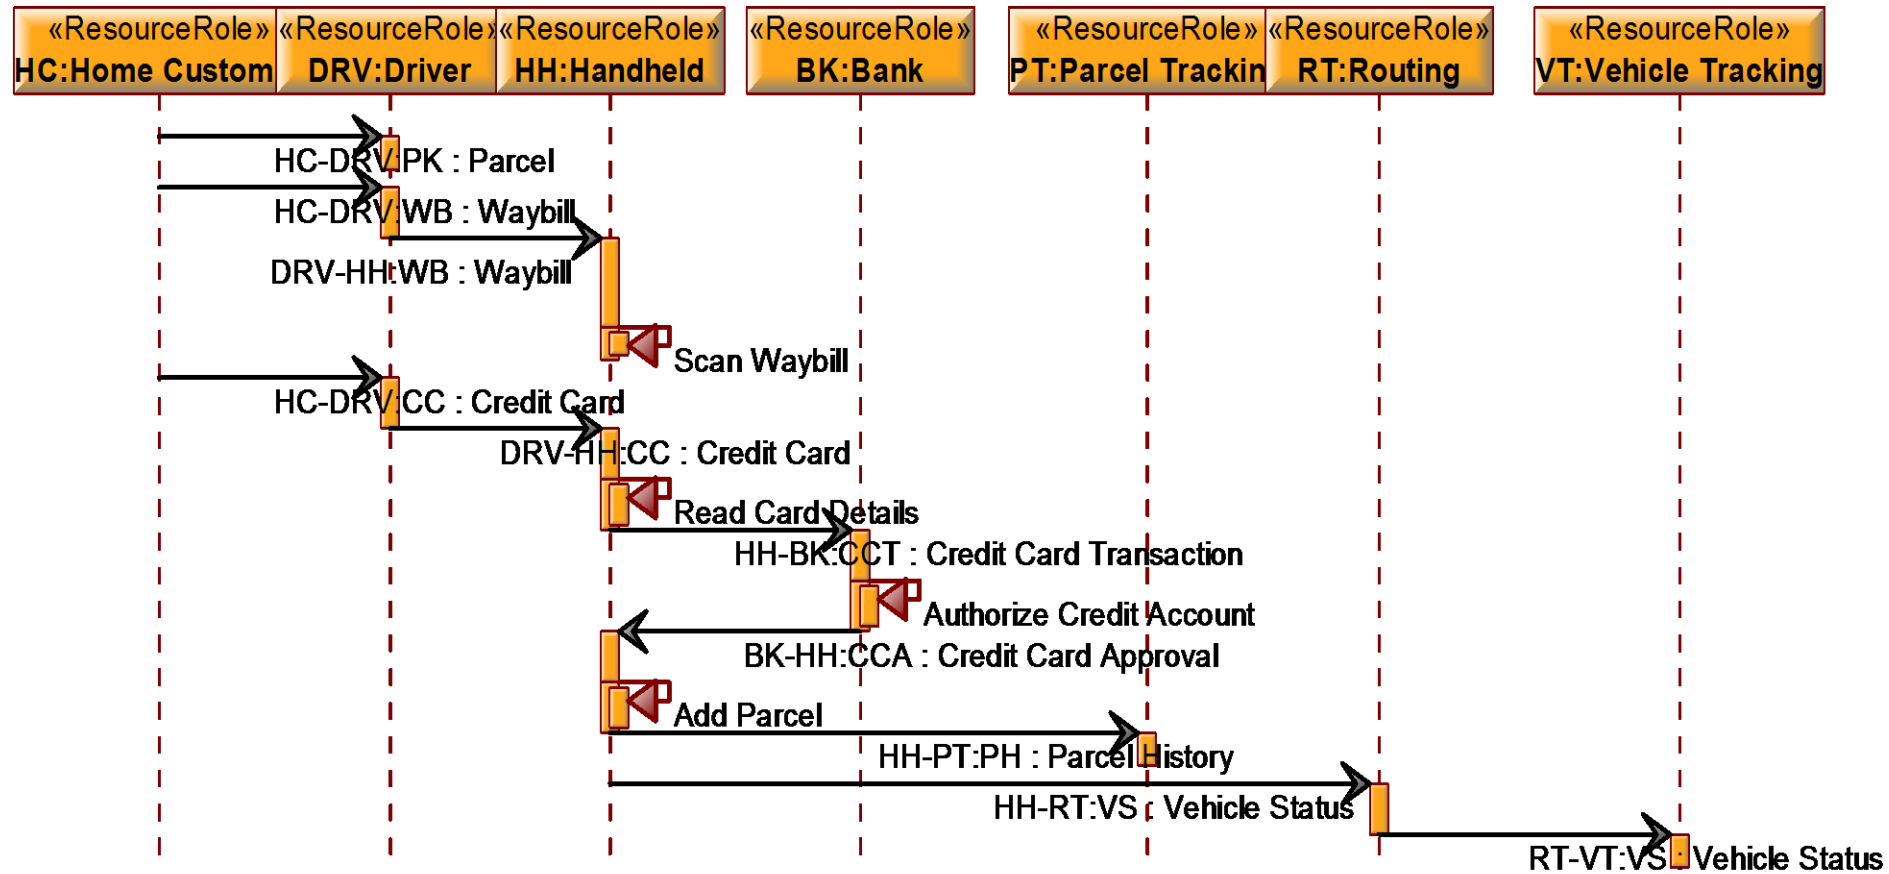 «ResourceRole»
HC:Home Custom
«ResourceRole»
DRV:Driver
«ResourceRole»
HH:Handheld
«ResourceRole»
BK:Bank
«ResourceRole»
PT:Parcel Trackin
«ResourceRole»
RT:Routing
«ResourceRole»
VT:Vehicle Tracking
HC-DRV:PK : Parcel
HC-DRV:WB : Waybill
DRV-HH:WB : Waybill
Scan Waybill
HC-DRV:CC : Credit Card
DRV-HH:CC : Credit Card
Read Card Details
HH-BK:CCT : Credit Card Transaction
Authorize Credit Account
BK-HH:CCA : Credit Card Approval
Add Parcel
HH-PT:PH : Parcel History
HH-RT:VS : Vehicle Status
RT-VT:VS : Vehicle Status